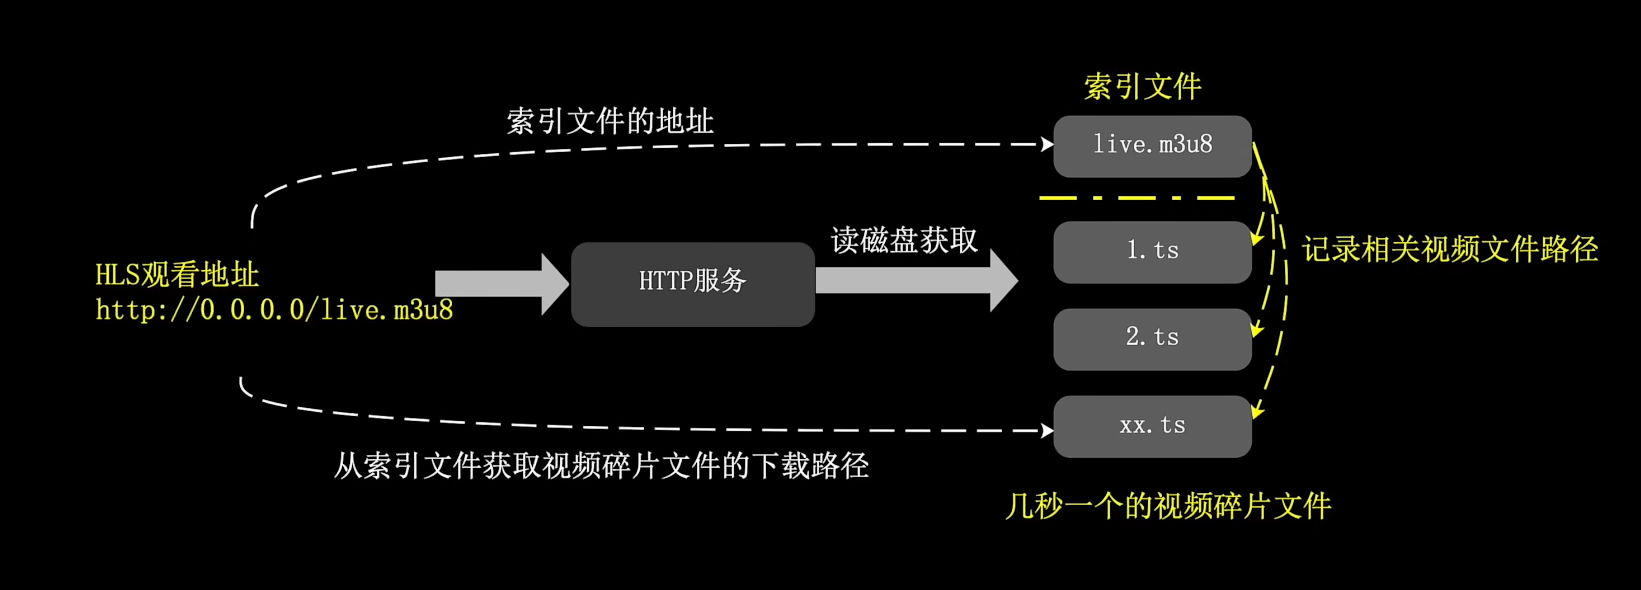 索引文件
索引文件的地址
live.m3u8
读磁盘获取
1.ts
记录相关视频文件路径
HLS观看地址
http://0.0.0.0/live.m3u8
HTTP服务
2.ts
xx.ts
从索引文件获取视频碎片文件的下载路径
几秒一个的视频碎片文件